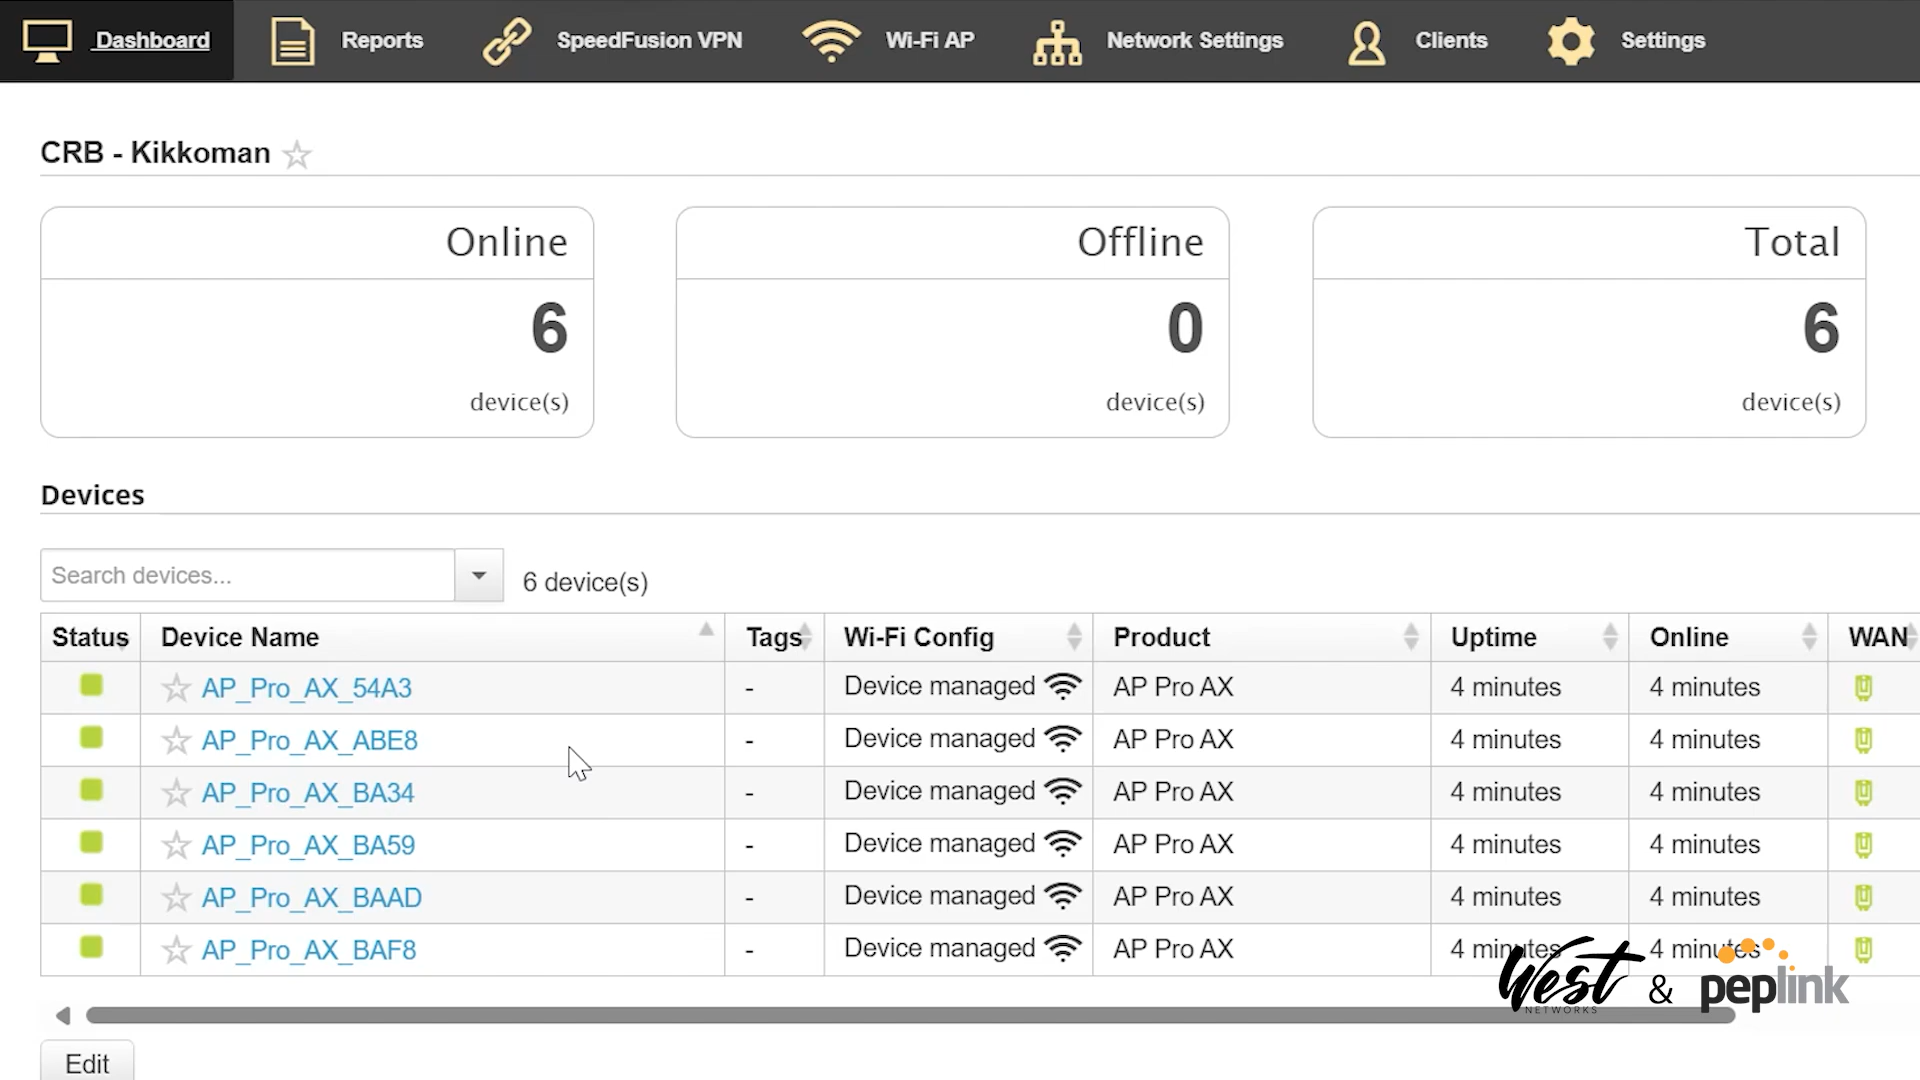 Dashboard Reports SpeedFusion VPN Wi-Fi AP Network Settings Clients Settings
CRB - Kikkoman
Online Offline Total
6 0 6
device(s) device(s) device(s)
Devices
Search devices... 6 device(s)
Status Device Name Tags Wi-Fi Config Product Uptime Online WAN
AP_Pro_AX_54A3 - Device managed AP Pro AX 4 minutes 4 minutes
AP_Pro_AX_ABE8 - Device managed AP Pro AX 4 minutes 4 minutes
AP_Pro_AX_BA34 - Device managed AP Pro AX 4 minutes 4 minutes
AP_Pro_AX_BA59 - Device managed AP Pro AX 4 minutes 4 minutes
AP_Pro_AX_BAAD - Device managed AP Pro AX 4 minutes 4 minutes
AP_Pro_AX_BAF8 - Device managed AP Pro AX 4 minutes 4 minutes
West & peplink
NETWORKS
Edit